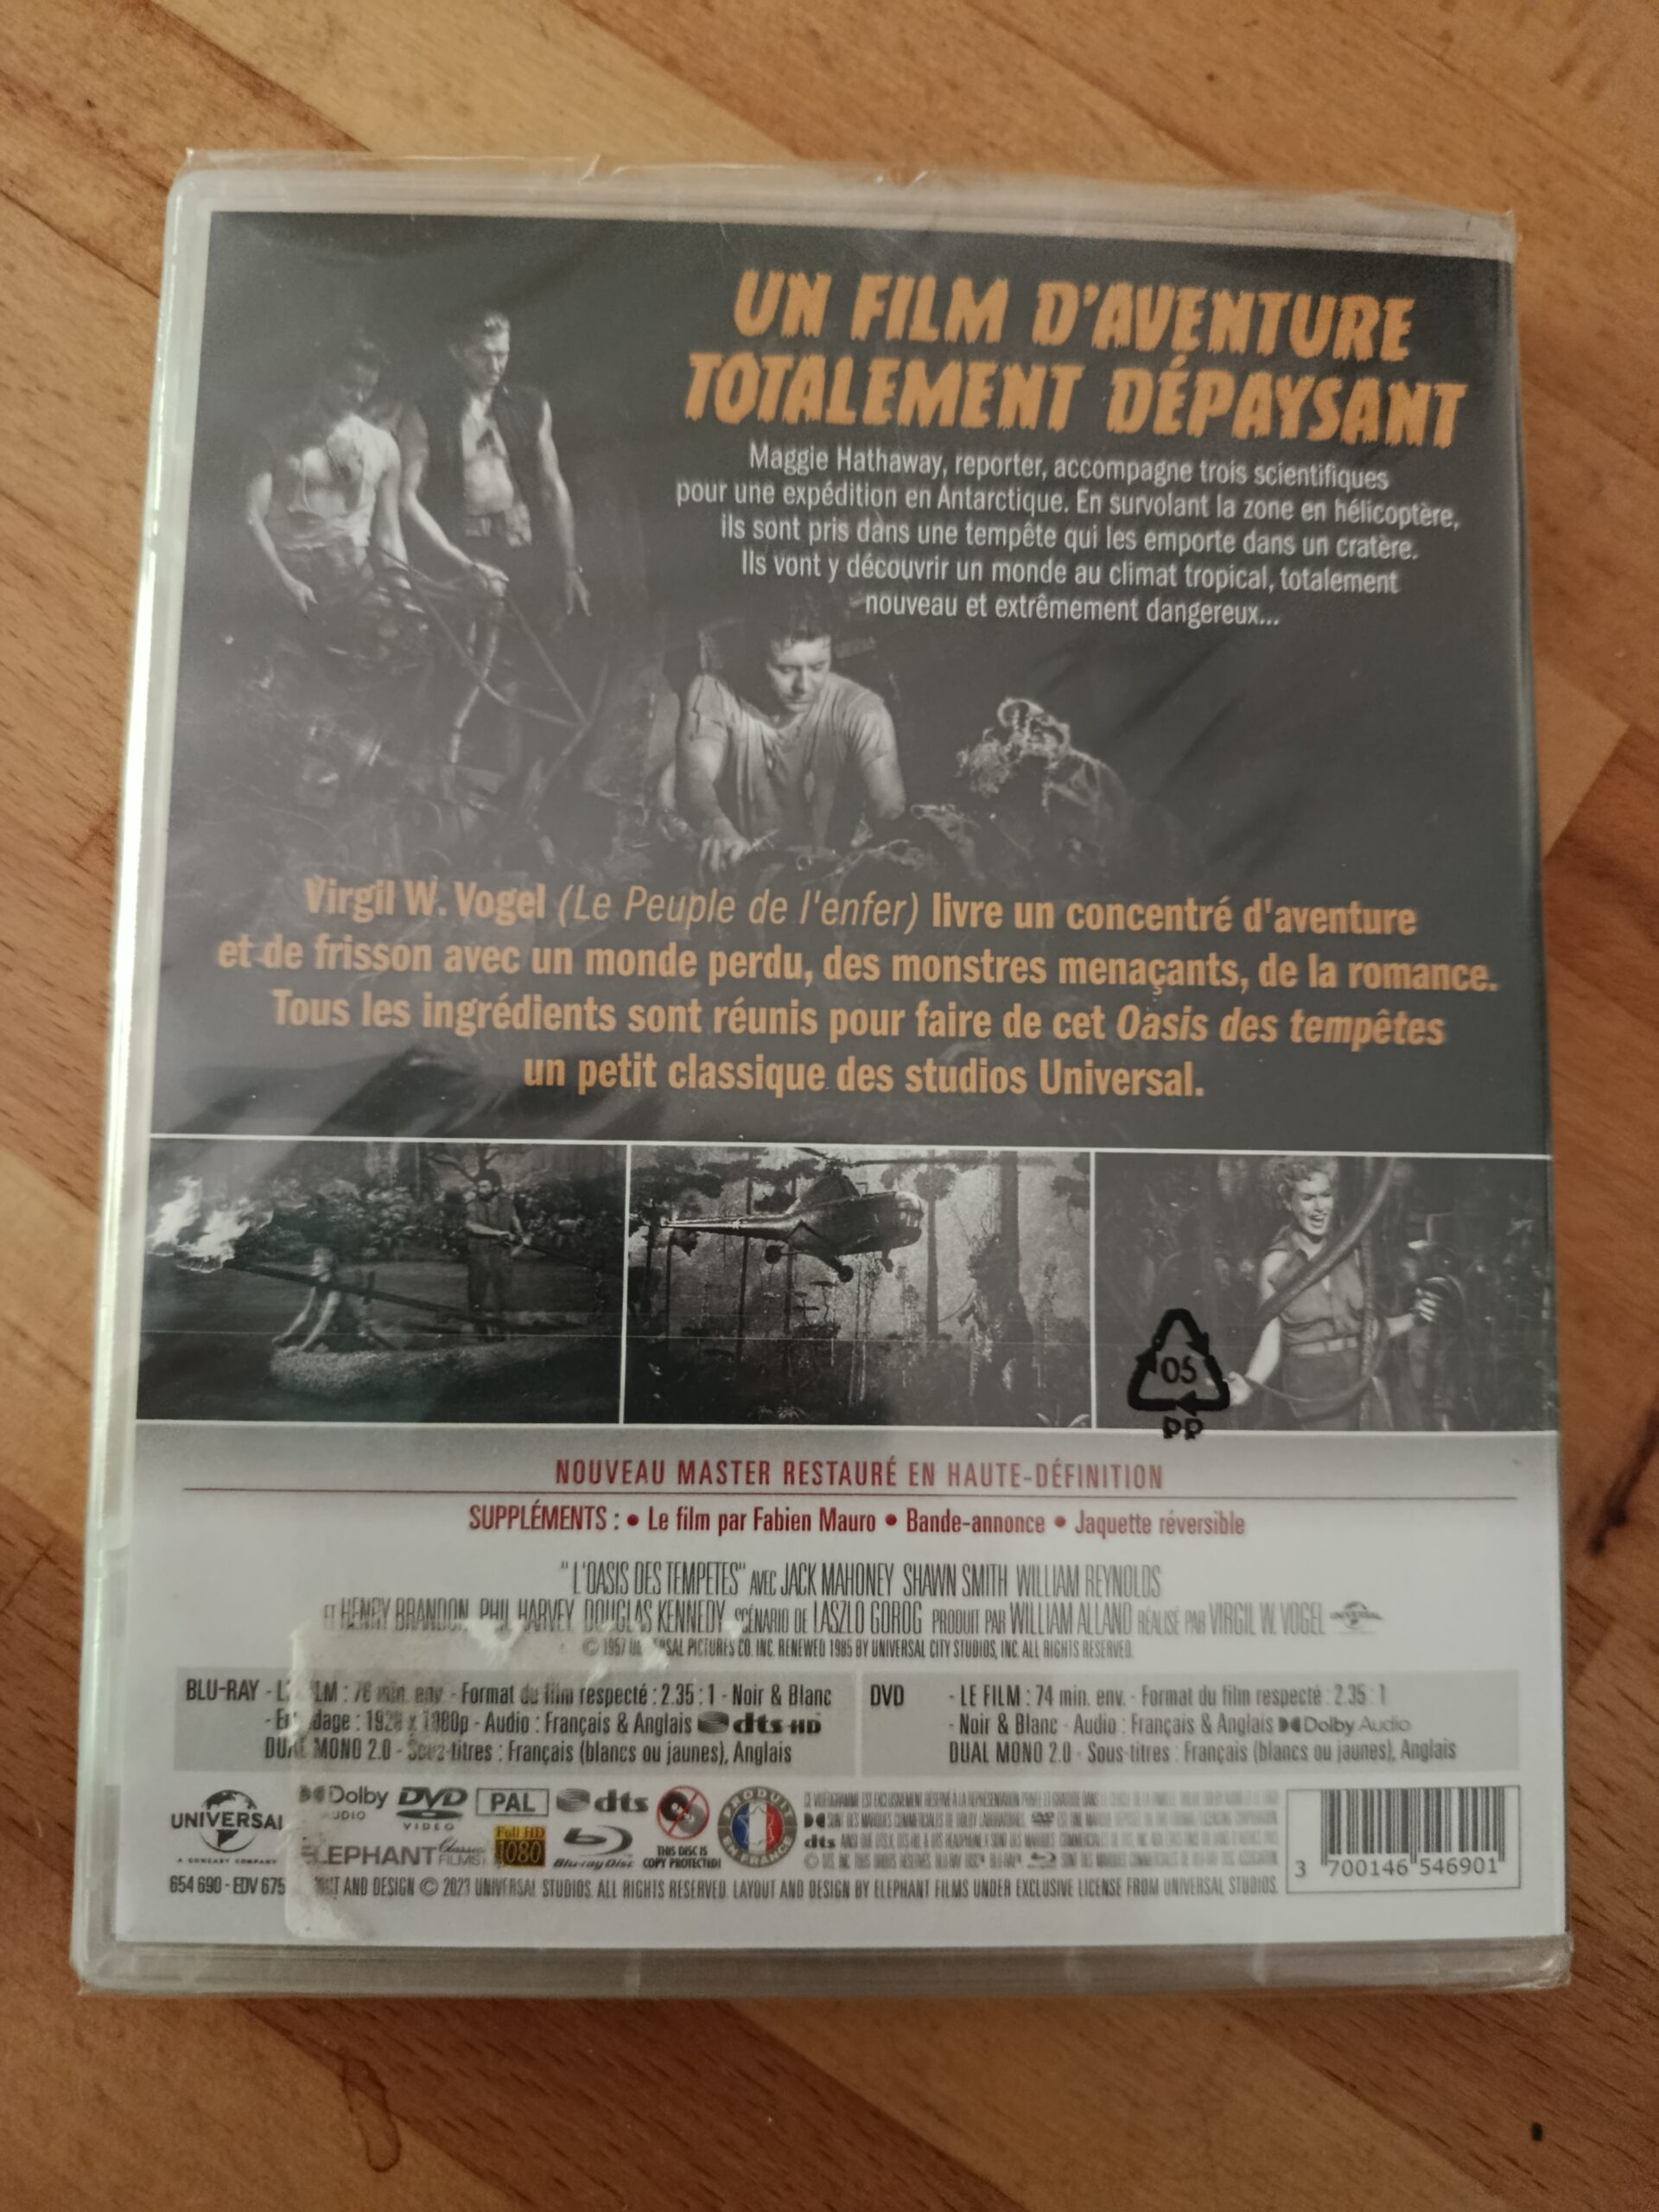 UN FILM D'AVENTURE
TOTALEMENT DÉPAYSANT
Maggie Hathaway, reporter, accompagne trois scientifiques
pour une expédition en Antarctique. En survolant la zone en hélicoptère,
ils sont pris dans une tempête qui les emporte dans un cratère.
Ils vont y découvrir un monde au climat tropical, totalement
nouveau et extrêmement dangereux...
Virgil W. Vogel (Le Peuple de l'enfer) livre un concentré d'aventure
et de frisson avec un monde perdu, des monstres menaçants, de la romance.
Tous les ingrédients sont réunis pour faire de cet Oasis des tempêtes
un petit classique des studios Universal.
05
PP
NOUVEAU MASTER RESTAURÉ EN HAUTE-DÉFINITION
SUPPLÉMENTS : • Le film par Fabien Mauro • Bande-annonce • Jaquette réversible
"L'OASIS DES TEMPETES" AVEC JACK MAHONEY SHAWN SMITH WILLIAM REYNOLDS
ET HENRY BRANDON PHIL HARVEY DOUGLAS KENNEDY SCÉNARIO DE LASZLO GOROG PRODUIT PAR WILLIAM ALLAND RÉALISÉ PAR VIRGIL W. VOGEL
© 1957 PICTURES CO. INC. RENEWED 1985 BY UNIVERSAL CITY STUDIOS, INC. ALL RIGHTS RESERVED.
BLU-RAY - : 76 min. env. - Format du film respecté : 2.35 : 1 - Noir & Blanc
- : 1920 x 1080p - Audio : Français & Anglais dts-HD
DUAL MONO 2.0 - Sous-titres : Français (blancs ou jaunes), Anglais
DVD - LE FILM : 74 min. env. - Format du film respecté : 2.35 : 1
- Noir & Blanc - Audio : Français & Anglais Dolby Audio
DUAL MONO 2.0 - Sous-titres : Français (blancs ou jaunes), Anglais
UNIVERSAL
A COMCAST COMPANY
Dolby AUDIO
DVD VIDEO
PAL
dts
ELEPHANT Classic FILMS
Full HD 1080
Blu-ray Disc
THIS DISC IS
COPY PROTECTED!
PRODUIT EN FRANCE
3 700146 546901
654 690 - EDV 675
AND DESIGN © 2023 UNIVERSAL STUDIOS. ALL RIGHTS RESERVED. LAYOUT AND DESIGN BY ELEPHANT FILMS UNDER EXCLUSIVE LICENSE FROM UNIVERSAL STUDIOS.